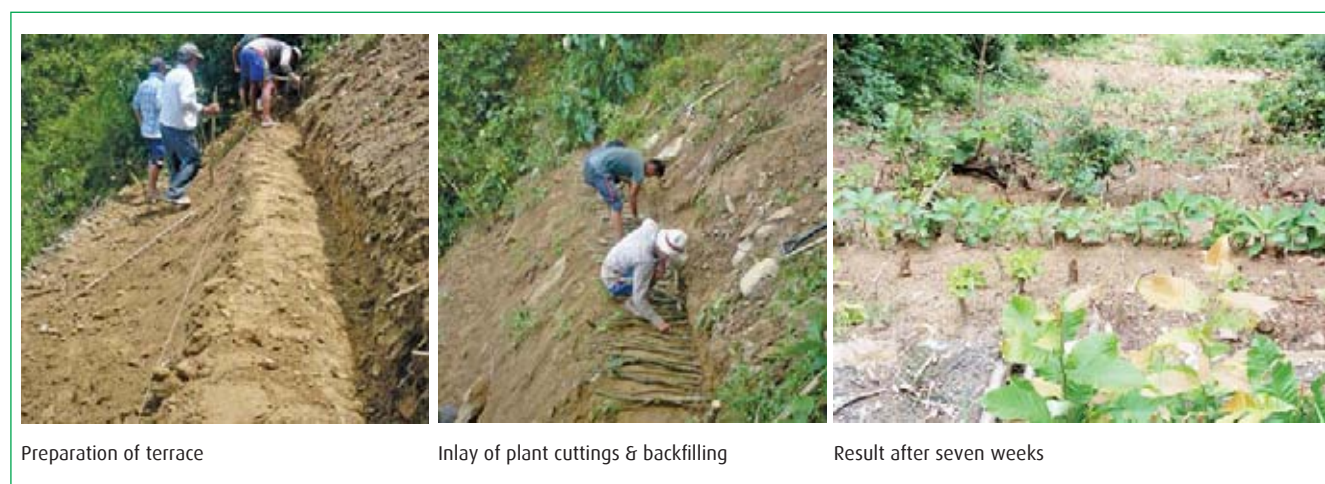 Preparation of terrace
Inlay of plant cuttings & backfilling
Result after seven weeks